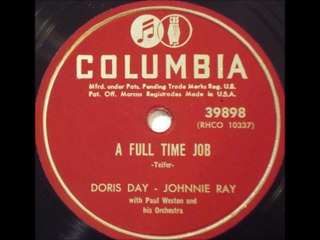 COLUMBIA
Mfrd. under Pats. Pending Trade Marks Reg. U.S.
Pat. Off. Marcas Registradas Made in U.S.A.
39898
(RHCO 10337)
A FULL TIME JOB
-Teifer-
DORIS DAY - JOHNNIE RAY
with Paul Weston and
his Orchestra